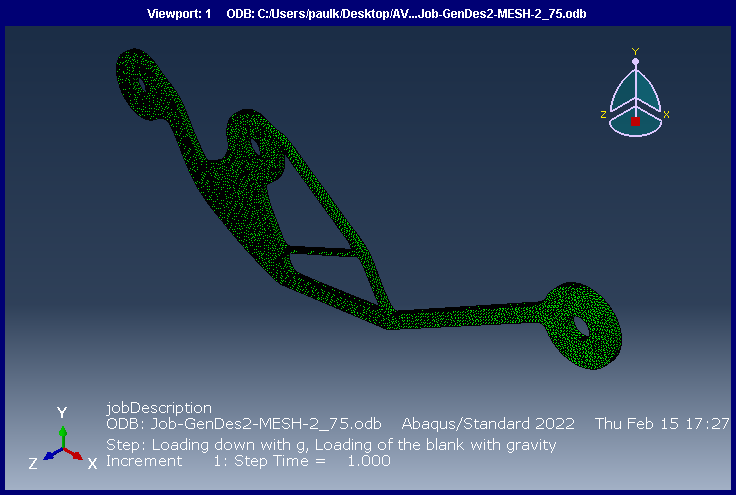 Viewport: 1 ODB: C:/Users/paulk/Desktop/AV...Job-GenDes2-MESH-2_75.odb
Y
Z X
jobDescription
Y
ODB: Job-GenDes2-MESH-2_75.odb Abaqus/Standard 2022 Thu Feb 15 17:27
Step: Loading down with g, Loading of the blank with gravity
Z X
Increment 1: Step Time = 1.000